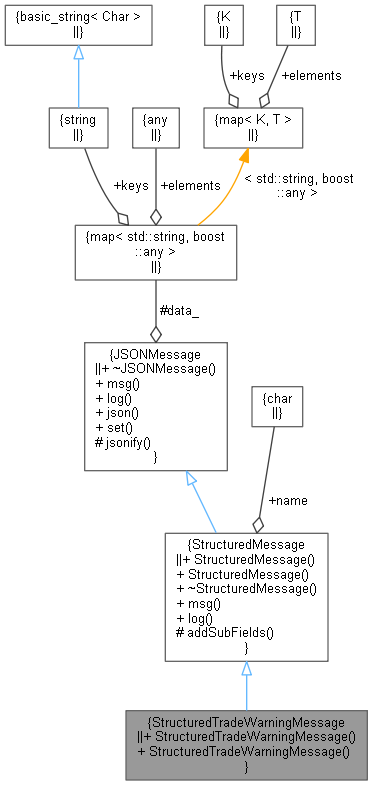 {basic_string< Char >
||}
{K
||}
{T
||}
+keys
+elements
{string
||}
{any
||}
{map< K, T >
||}
+keys
+elements
< std::string, boost
::any >
{map< std::string, boost
::any >
||}
#data_
{JSONMessage
||+ ~JSONMessage()
+ msg()
+ log()
+ json()
+ set()
# jsonify()
}
{char
||}
+name
{StructuredMessage
||+ StructuredMessage()
+ StructuredMessage()
+ ~StructuredMessage()
+ msg()
+ log()
# addSubFields()
}
{StructuredTradeWarningMessage
||+ StructuredTradeWarningMessage()
+ StructuredTradeWarningMessage()
}